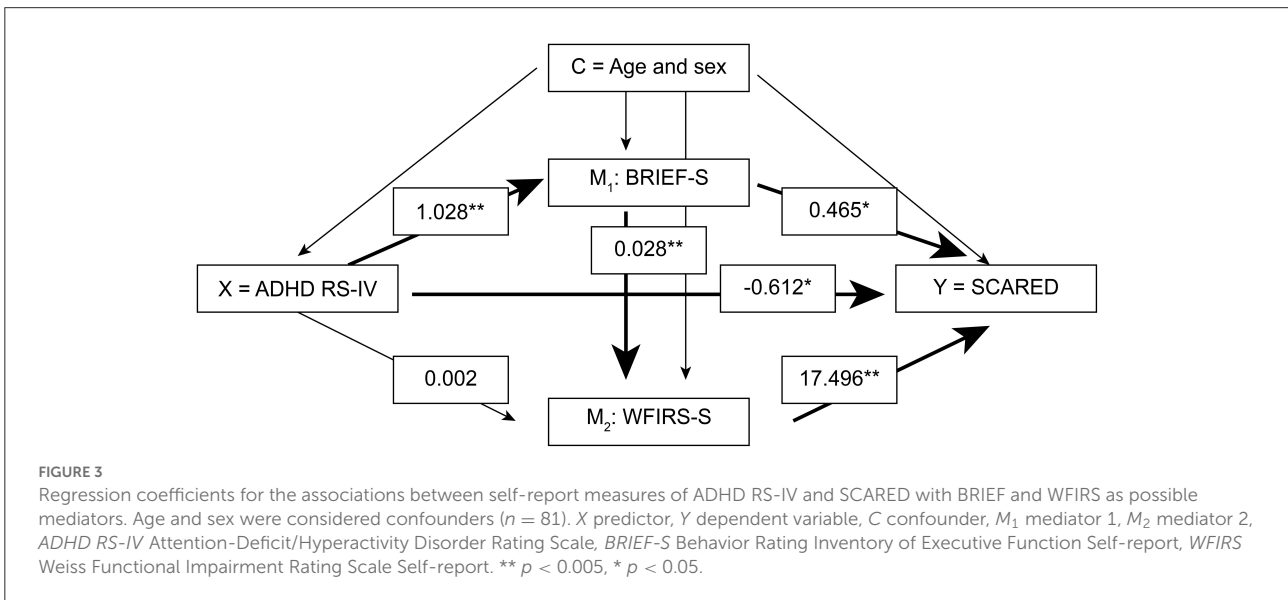 C = Age and sex
M₁: BRIEF-S
1.028**
0.465*
0.028**
X = ADHD RS-IV
-0.612*
Y = SCARED
0.002
17.496**
M₂: WFIRS-S
FIGURE 3
Regression coefficients for the associations between self-report measures of ADHD RS-IV and SCARED with BRIEF and WFIRS as possible
mediators. Age and sex were considered confounders (n = 81). X predictor, Y dependent variable, C confounder, M₁ mediator 1, M₂ mediator 2,
ADHD RS-IV Attention-Deficit/Hyperactivity Disorder Rating Scale, BRIEF-S Behavior Rating Inventory of Executive Function Self-report, WFIRS
Weiss Functional Impairment Rating Scale Self-report. ** p < 0.005, * p < 0.05.